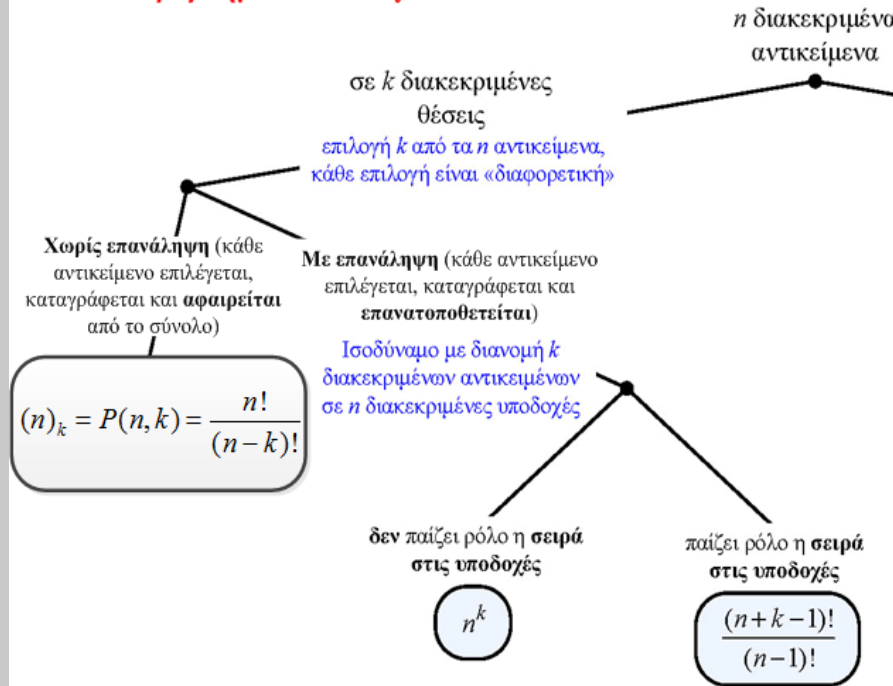 n διακεκριμένα
αντικείμενα
σε k διακεκριμένες
θέσεις
επιλογή k από τα n αντικείμενα,
κάθε επιλογή είναι «διαφορετική»
Χωρίς επανάληψη (κάθε
αντικείμενο επιλέγεται,
καταγράφεται και αφαιρείται
από το σύνολο)
(n)_k = P(n,k) = n!/(n−k)!
Με επανάληψη (κάθε αντικείμενο
επιλέγεται, καταγράφεται και
επανατοποθετείται)
Ισοδύναμο με διανομή k
διακεκριμένων αντικειμένων
σε n διακεκριμένες υποδοχές
δεν παίζει ρόλο η σειρά
στις υποδοχές
n^k
παίζει ρόλο η σειρά
στις υποδοχές
(n+k−1)!/(n−1)!